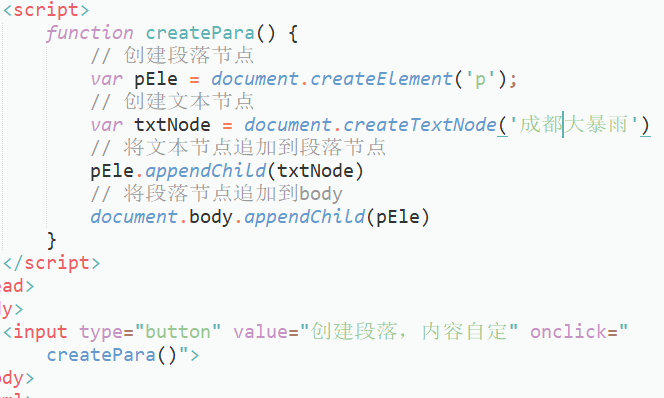 <script>
function createPara() {
// 创建段落节点
var pEle = document.createElement('p');
// 创建文本节点
var txtNode = document.createTextNode('成都大暴雨')
// 将文本节点追加到段落节点
pEle.appendChild(txtNode)
// 将段落节点追加到body
document.body.appendChild(pEle)
}
</script>
ead>
dy>
<input type="button" value="创建段落，内容自定" onclick="
createPara()">
ody>